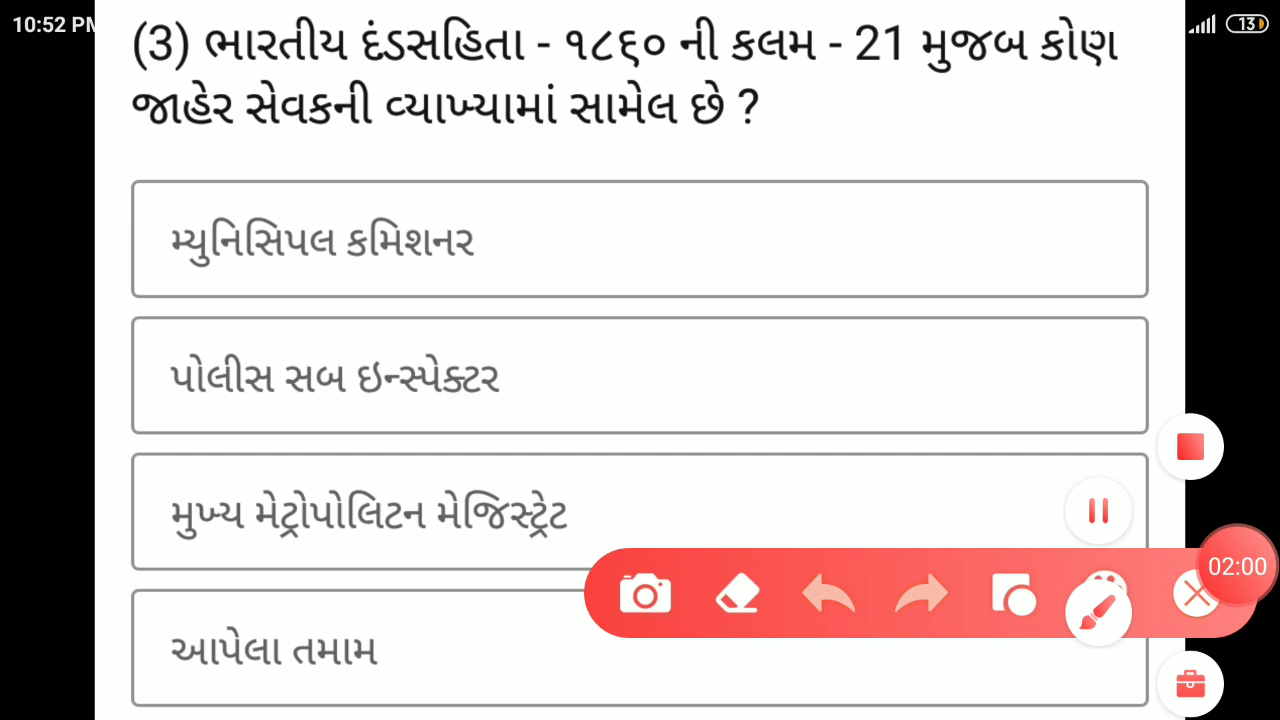 10:52 PM
13
(3) ભારતીય દંડસહિતા - ૧૮૬૦ ની કલમ - 21 મુજબ કોણ
જાહેર સેવકની વ્યાખ્યામાં સામેલ છે ?
મ્યુનિસિપલ કમિશનર
પોલીસ સબ ઇન્સ્પેક્ટર
મુખ્ય મેટ્રોપોલિટન મેજિસ્ટ્રેટ
02:00
આપેલા તમામ